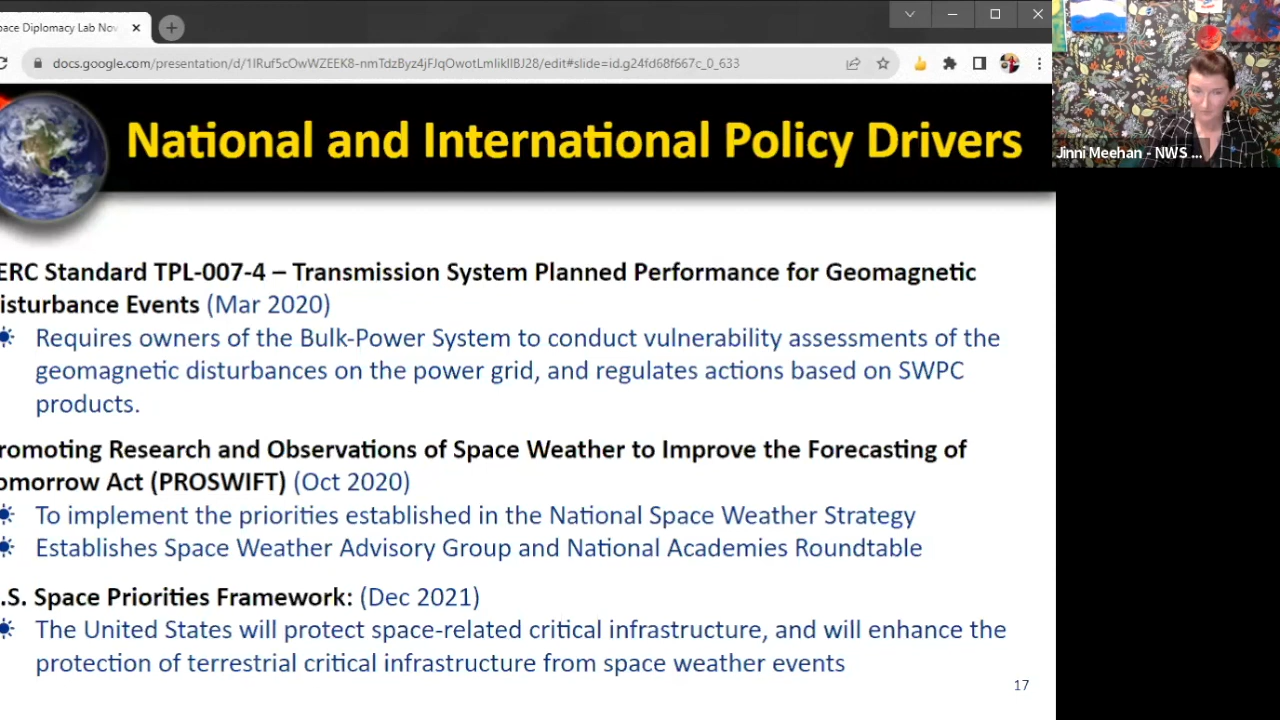 pace Diplomacy Lab Nov
docs.google.com/presentation/d/1lRuf5cOwWZEEK8-nmTdzByz4jFJqOwotLmIikIlBJ28/edit#slide=id.g24fd68f667c_0_633
Jinni Meehan - NWS ...
National and International Policy Drivers
ERC Standard TPL-007-4 – Transmission System Planned Performance for Geomagnetic
isturbance Events (Mar 2020)
Requires owners of the Bulk-Power System to conduct vulnerability assessments of the
geomagnetic disturbances on the power grid, and regulates actions based on SWPC
products.
romoting Research and Observations of Space Weather to Improve the Forecasting of
omorrow Act (PROSWIFT) (Oct 2020)
To implement the priorities established in the National Space Weather Strategy
Establishes Space Weather Advisory Group and National Academies Roundtable
.S. Space Priorities Framework: (Dec 2021)
The United States will protect space-related critical infrastructure, and will enhance the
protection of terrestrial critical infrastructure from space weather events
17